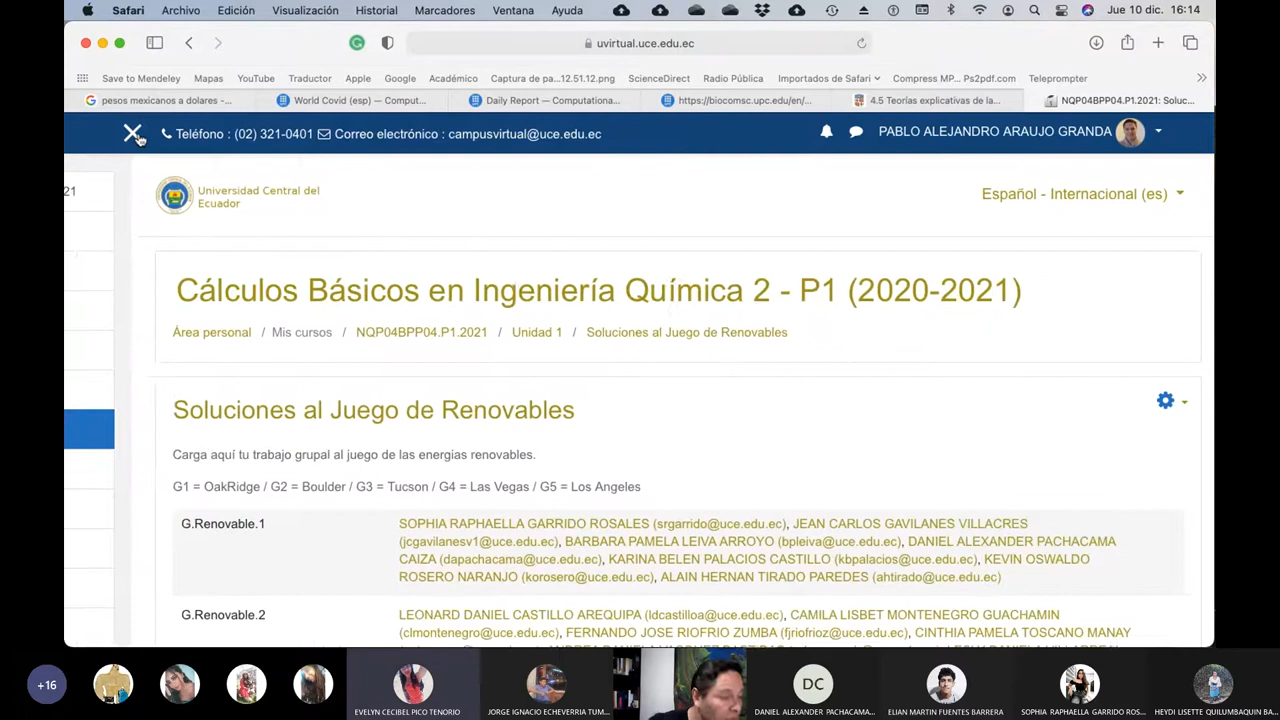 Safari Archivo Edición Visualización Historial Marcadores Ventana Ayuda Jue 10 dic. 16:14
uvirtual.uce.edu.ec
Save to Mendeley Mapas YouTube Traductor Apple Google Académico Captura de pa...12.51.12.png ScienceDirect Radio Pública Importados de Safari Compress MP... Ps2pdf.com Teleprompter
pesos mexicanos a dolares -... World Covid (esp) — Comput... Daily Report — Computationa... https://biocomsc.upc.edu/en/... 4.5 Teorías explicativas de la... NQP04BPP04.P1.2021: Soluc...
Teléfono : (02) 321-0401 Correo electrónico : campusvirtual@uce.edu.ec PABLO ALEJANDRO ARAUJO GRANDA
21
Universidad Central del
Ecuador
Español - Internacional (es)
Cálculos Básicos en Ingeniería Química 2 - P1 (2020-2021)
Área personal / Mis cursos / NQP04BPP04.P1.2021 / Unidad 1 / Soluciones al Juego de Renovables
Soluciones al Juego de Renovables
Carga aquí tu trabajo grupal al juego de las energias renovables.
G1 = OakRidge / G2 = Boulder / G3 = Tucson / G4 = Las Vegas / G5 = Los Angeles
G.Renovable.1 SOPHIA RAPHAELLA GARRIDO ROSALES (srgarrido@uce.edu.ec), JEAN CARLOS GAVILANES VILLACRES
(jcgavilanesv1@uce.edu.ec), BARBARA PAMELA LEIVA ARROYO (bpleiva@uce.edu.ec), DANIEL ALEXANDER PACHACAMA
CAIZA (dapachacama@uce.edu.ec), KARINA BELEN PALACIOS CASTILLO (kbpalacios@uce.edu.ec), KEVIN OSWALDO
ROSERO NARANJO (korosero@uce.edu.ec), ALAIN HERNAN TIRADO PAREDES (ahtirado@uce.edu.ec)
G.Renovable.2 LEONARD DANIEL CASTILLO AREQUIPA (ldcastilloa@uce.edu.ec), CAMILA LISBET MONTENEGRO GUACHAMIN
(clmontenegro@uce.edu.ec), FERNANDO JOSE RIOFRIO ZUMBA (fjriofrioz@uce.edu.ec), CINTHIA PAMELA TOSCANO MANAY
+16 DC
EVELYN CECIBEL PICO TENORIO JORGE IGNACIO ECHEVERRIA TUM... DANIEL ALEXANDER PACHACAMA... ELIAN MARTIN FUENTES BARRERA SOPHIA RAPHAELLA GARRIDO ROS... HEYDI LISETTE QUILUMBAQUIN BA...